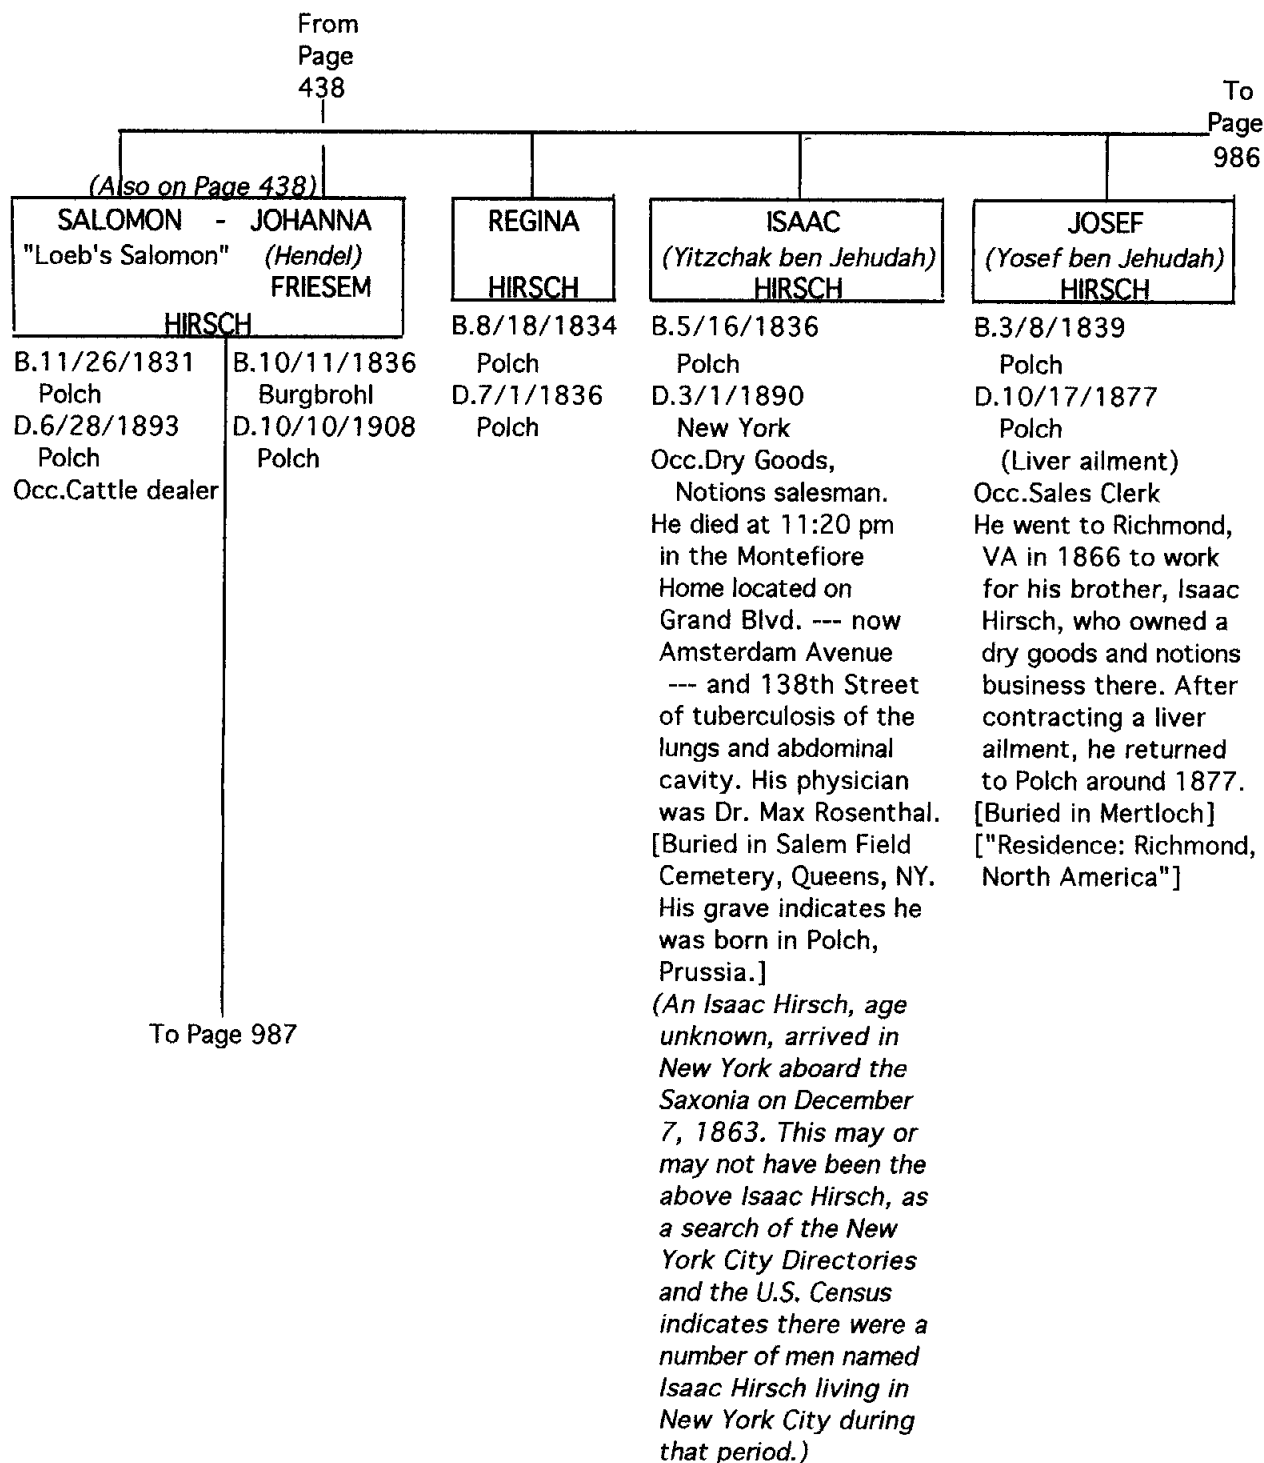 From
Page
438
To
Page
986
(Also on Page 438)
SALOMON - JOHANNA
"Loeb's Salomon" (Hendel)
FRIESEM
HIRSCH
B.11/26/1831
Polch
D.6/28/1893
Polch
Occ.Cattle dealer
B.10/11/1836
Burgbrohl
D.10/10/1908
Polch
To Page 987
REGINA
HIRSCH
B.8/18/1834
Polch
D.7/1/1836
Polch
ISAAC
(Yitzchak ben Jehudah)
HIRSCH
B.5/16/1836
Polch
D.3/1/1890
New York
Occ.Dry Goods,
Notions salesman.
He died at 11:20 pm
in the Montefiore
Home located on
Grand Blvd. --- now
Amsterdam Avenue
--- and 138th Street
of tuberculosis of the
lungs and abdominal
cavity. His physician
was Dr. Max Rosenthal.
[Buried in Salem Field
Cemetery, Queens, NY.
His grave indicates he
was born in Polch,
Prussia.]
(An Isaac Hirsch, age
unknown, arrived in
New York aboard the
Saxonia on December
7, 1863. This may or
may not have been the
above Isaac Hirsch, as
a search of the New
York City Directories
and the U.S. Census
indicates there were a
number of men named
Isaac Hirsch living in
New York City during
that period.)
JOSEF
(Yosef ben Jehudah)
HIRSCH
B.3/8/1839
Polch
D.10/17/1877
Polch
(Liver ailment)
Occ.Sales Clerk
He went to Richmond,
VA in 1866 to work
for his brother, Isaac
Hirsch, who owned a
dry goods and notions
business there. After
contracting a liver
ailment, he returned
to Polch around 1877.
[Buried in Mertloch]
["Residence: Richmond,
North America"]